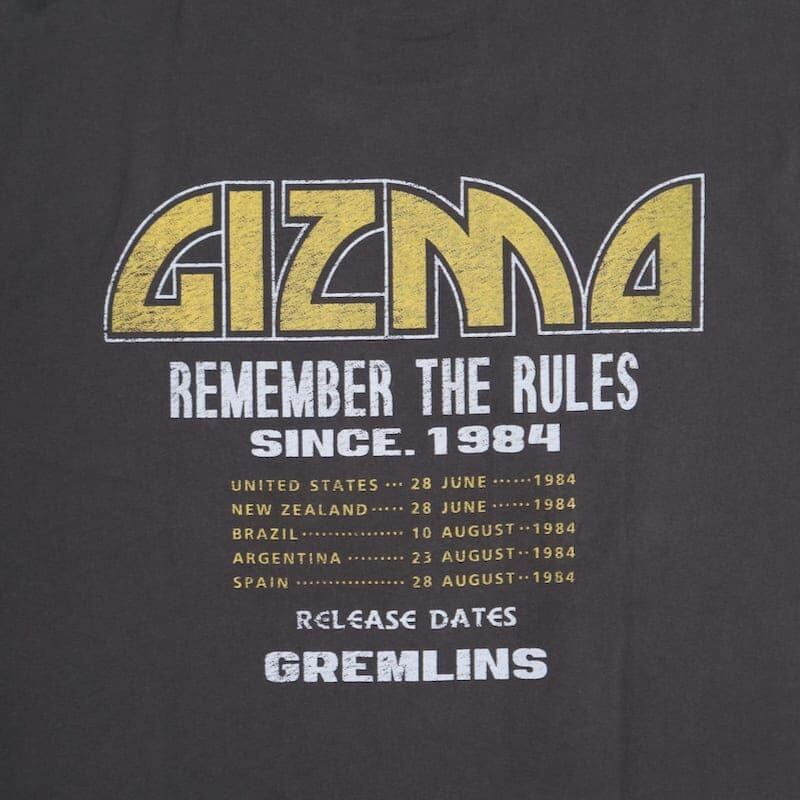 GIZMO
REMEMBER THE RULES
SINCE. 1984
UNITED STATES ··· 28 JUNE ······1984
NEW ZEALAND····· 28 JUNE ······1984
BRAZIL··············· 10 AUGUST··1984
ARGENTINA ········· 23 AUGUST··1984
SPAIN ················ 28 AUGUST··1984
RELEASE DATES
GREMLINS